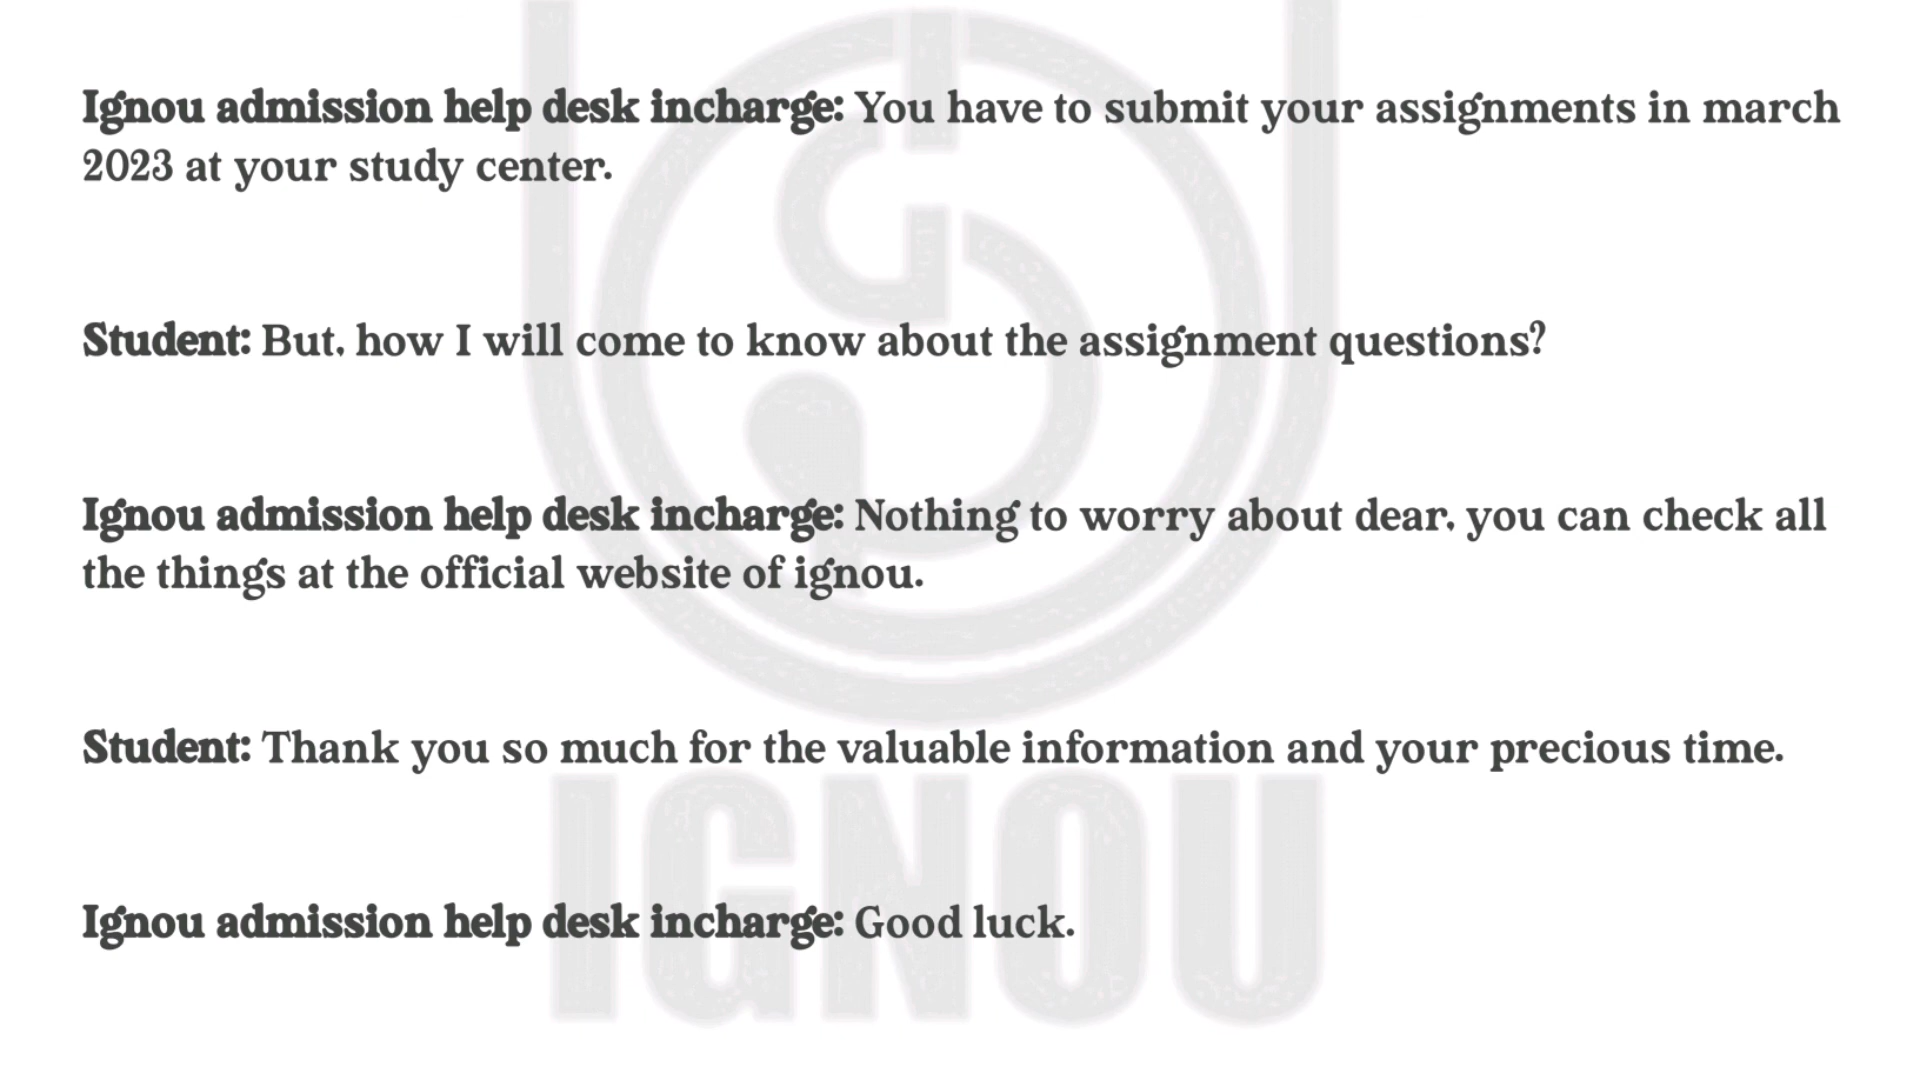 Ignou admission help desk incharge: You have to submit your assignments in march
2023 at your study center.
Student: But, how I will come to know about the assignment questions?
Ignou admission help desk incharge: Nothing to worry about dear, you can check all
the things at the official website of ignou.
Student: Thank you so much for the valuable information and your precious time.
IGNOU
Ignou admission help desk incharge: Good luck.